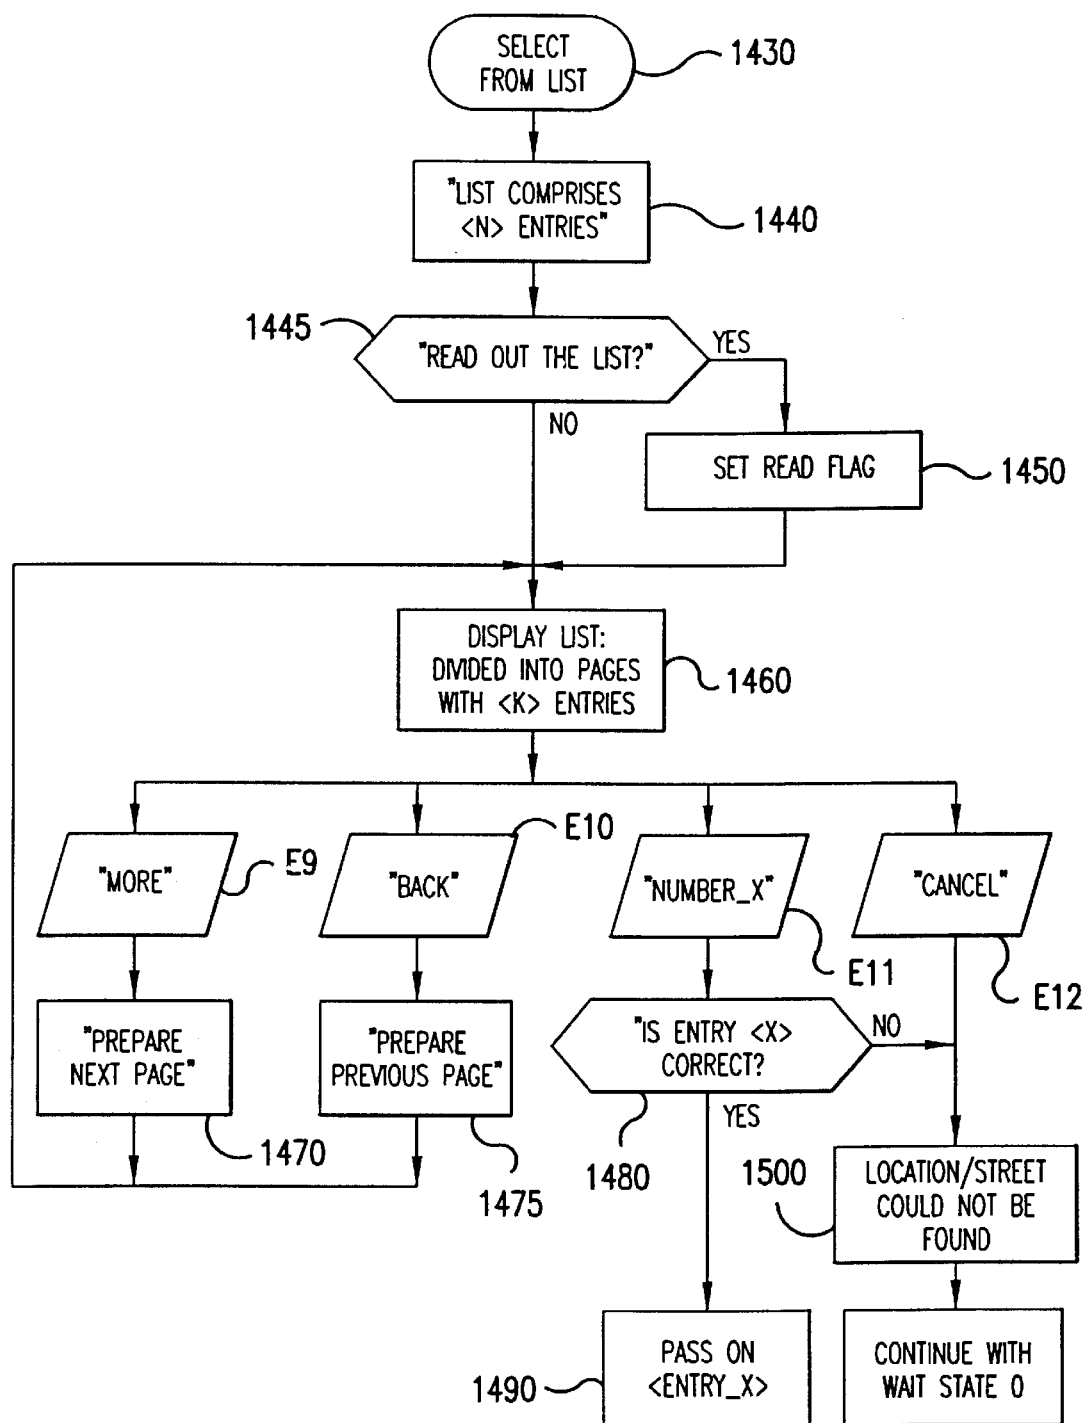 SELECT
FROM LIST
1430
"LIST COMPRISES
<N> ENTRIES"
1440
1445
"READ OUT THE LIST?"
YES
NO
SET READ FLAG
1450
DISPLAY LIST:
DIVIDED INTO PAGES
WITH <K> ENTRIES
1460
"MORE"
E9
"BACK"
E10
"NUMBER_X"
E11
"CANCEL"
E12
"PREPARE
NEXT PAGE"
1470
"PREPARE
PREVIOUS PAGE"
1475
"IS ENTRY <X>
CORRECT?
NO
YES
1480
1500
LOCATION/STREET
COULD NOT BE
FOUND
1490
PASS ON
<ENTRY_X>
CONTINUE WITH
WAIT STATE 0